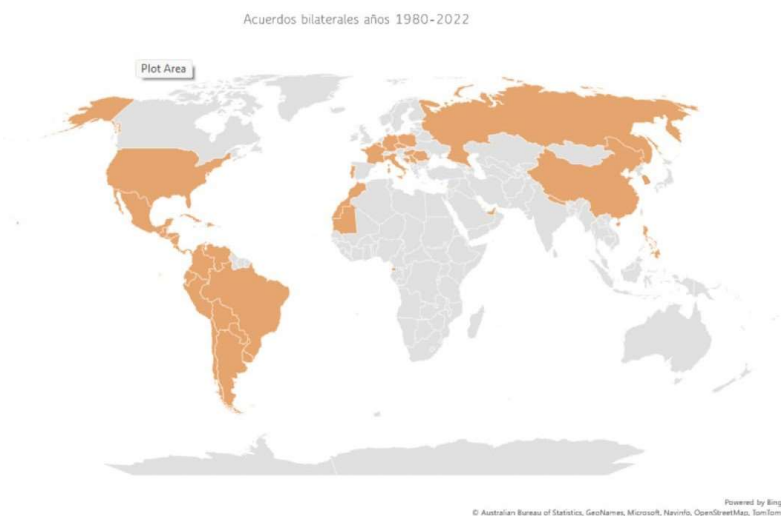 Acuerdos bilaterales años 1980-2022
Plot Area
Powered by Bing
© Australian Bureau of Statistics, GeoNames, Microsoft, Navinfo, OpenStreetMap, TomTom